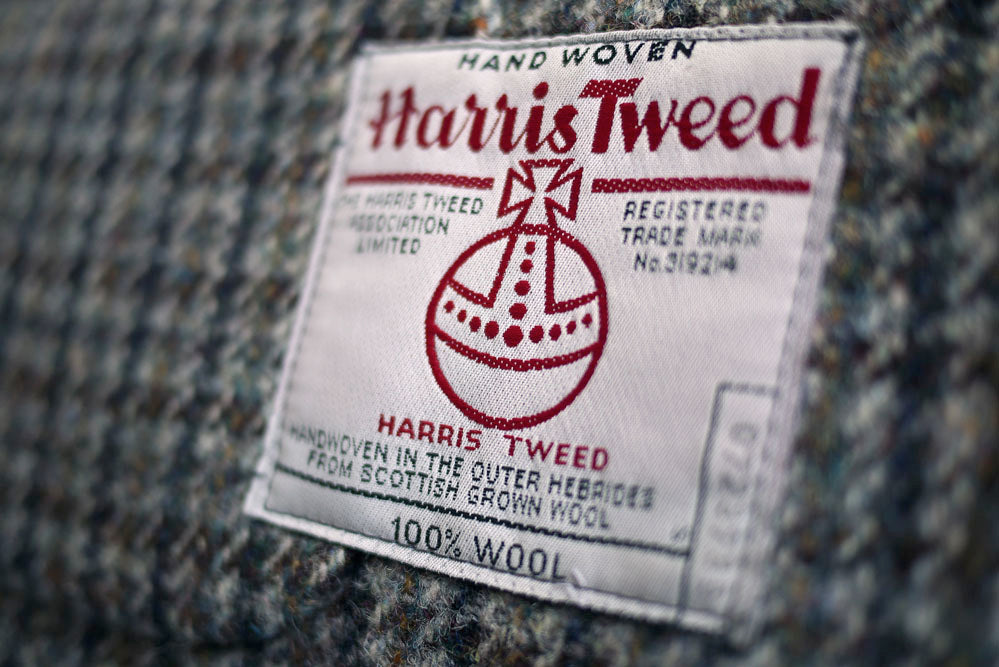 HAND WOVEN
Harris Tweed
THE HARRIS TWEED
ASSOCIATION
LIMITED
REGISTERED
TRADE MARK
No. 319214
HARRIS TWEED
HANDWOVEN IN THE OUTER HEBRIDES
FROM SCOTTISH GROWN WOOL
100% WOOL